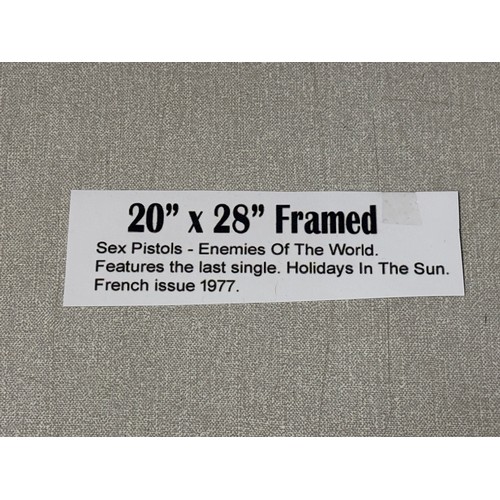 20” x 28” Framed
Sex Pistols - Enemies Of The World.
Features the last single. Holidays In The Sun.
French issue 1977.